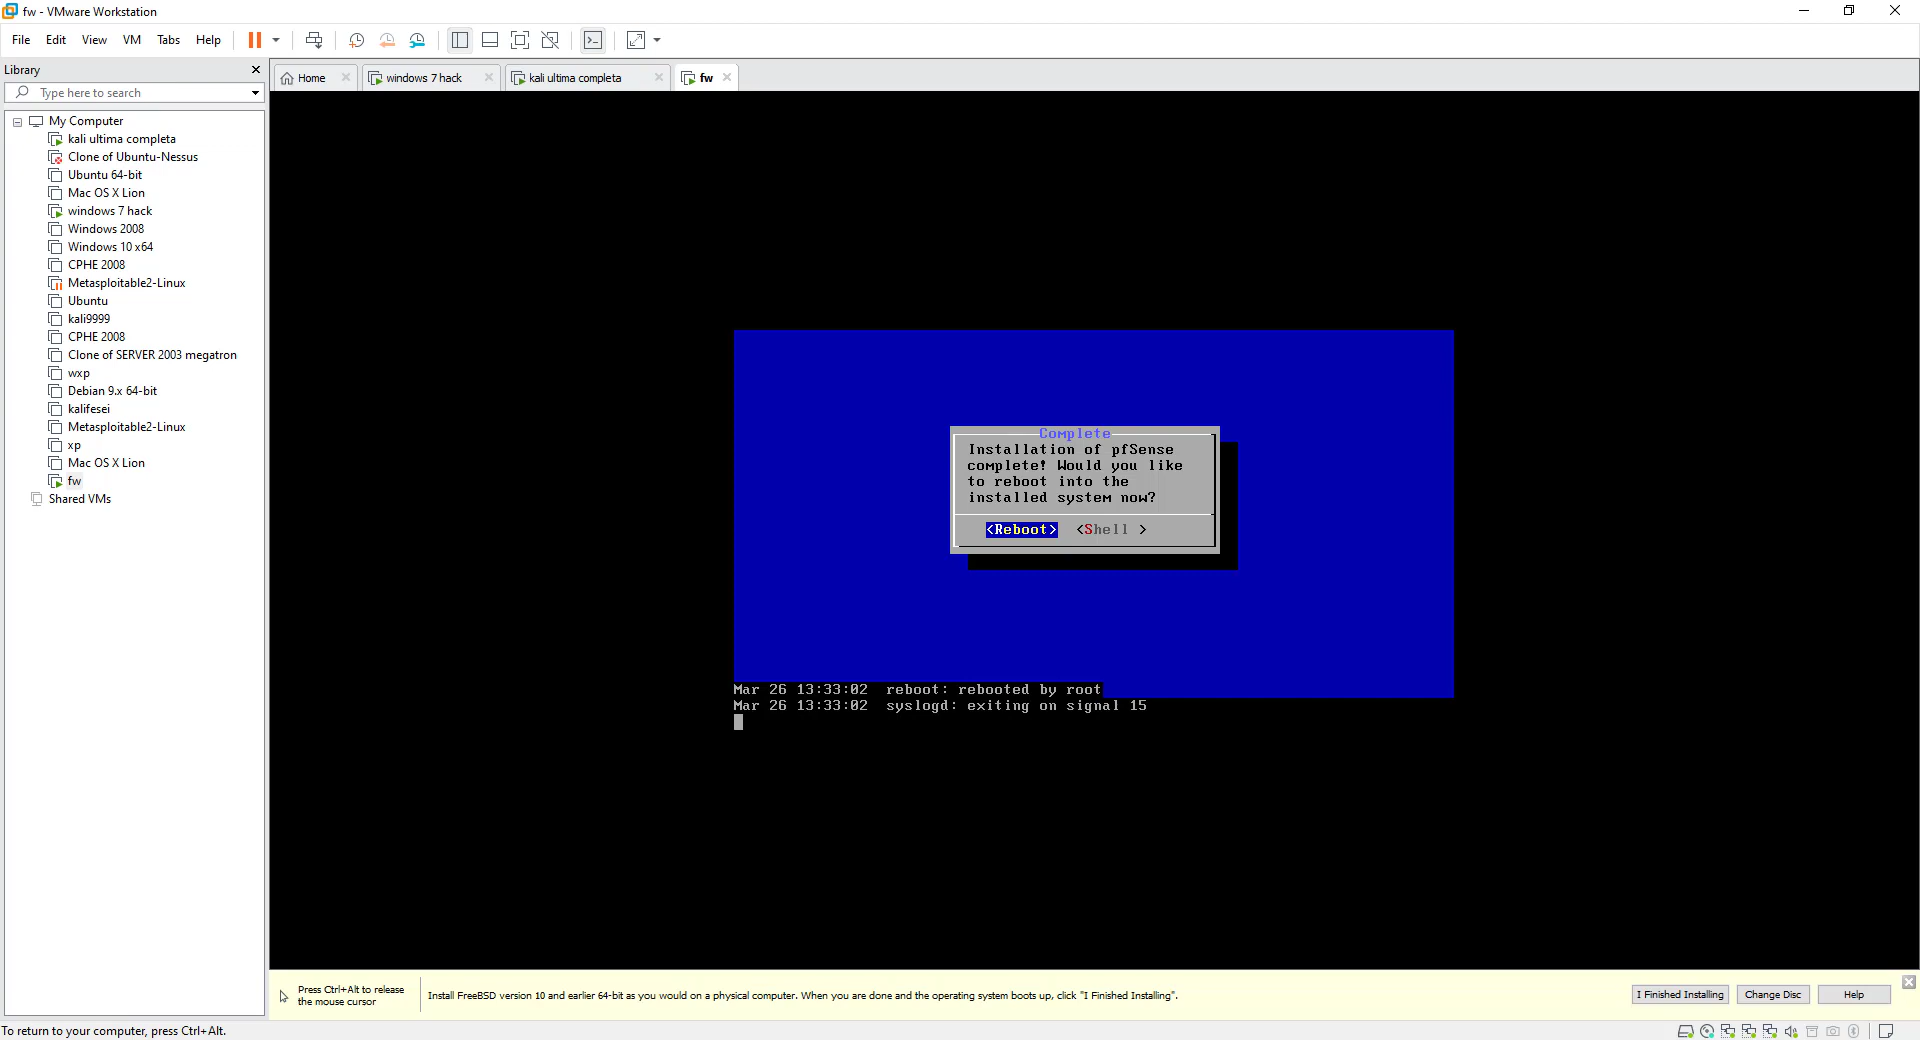 fw - VMware Workstation
File Edit View VM Tabs Help
Library
Type here to search
Home
windows 7 hack
kali ultima completa
fw
My Computer
kali ultima completa
Clone of Ubuntu-Nessus
Ubuntu 64-bit
Mac OS X Lion
windows 7 hack
Windows 2008
Windows 10 x64
CPHE 2008
Metasploitable2-Linux
Ubuntu
kali9999
CPHE 2008
Clone of SERVER 2003 megatron
wxp
Debian 9.x 64-bit
kalifesei
Metasploitable2-Linux
xp
Mac OS X Lion
fw
Shared VMs
Complete
Installation of pfSense
complete! Would you like
to reboot into the
installed system now?
<Reboot> <Shell >
Mar 26 13:33:02 reboot: rebooted by root
Mar 26 13:33:02 syslogd: exiting on signal 15
Press Ctrl+Alt to release
the mouse cursor
Install FreeBSD version 10 and earlier 64-bit as you would on a physical computer. When you are done and the operating system boots up, click "I Finished Installing".
I Finished Installing
Change Disc
Help
To return to your computer, press Ctrl+Alt.